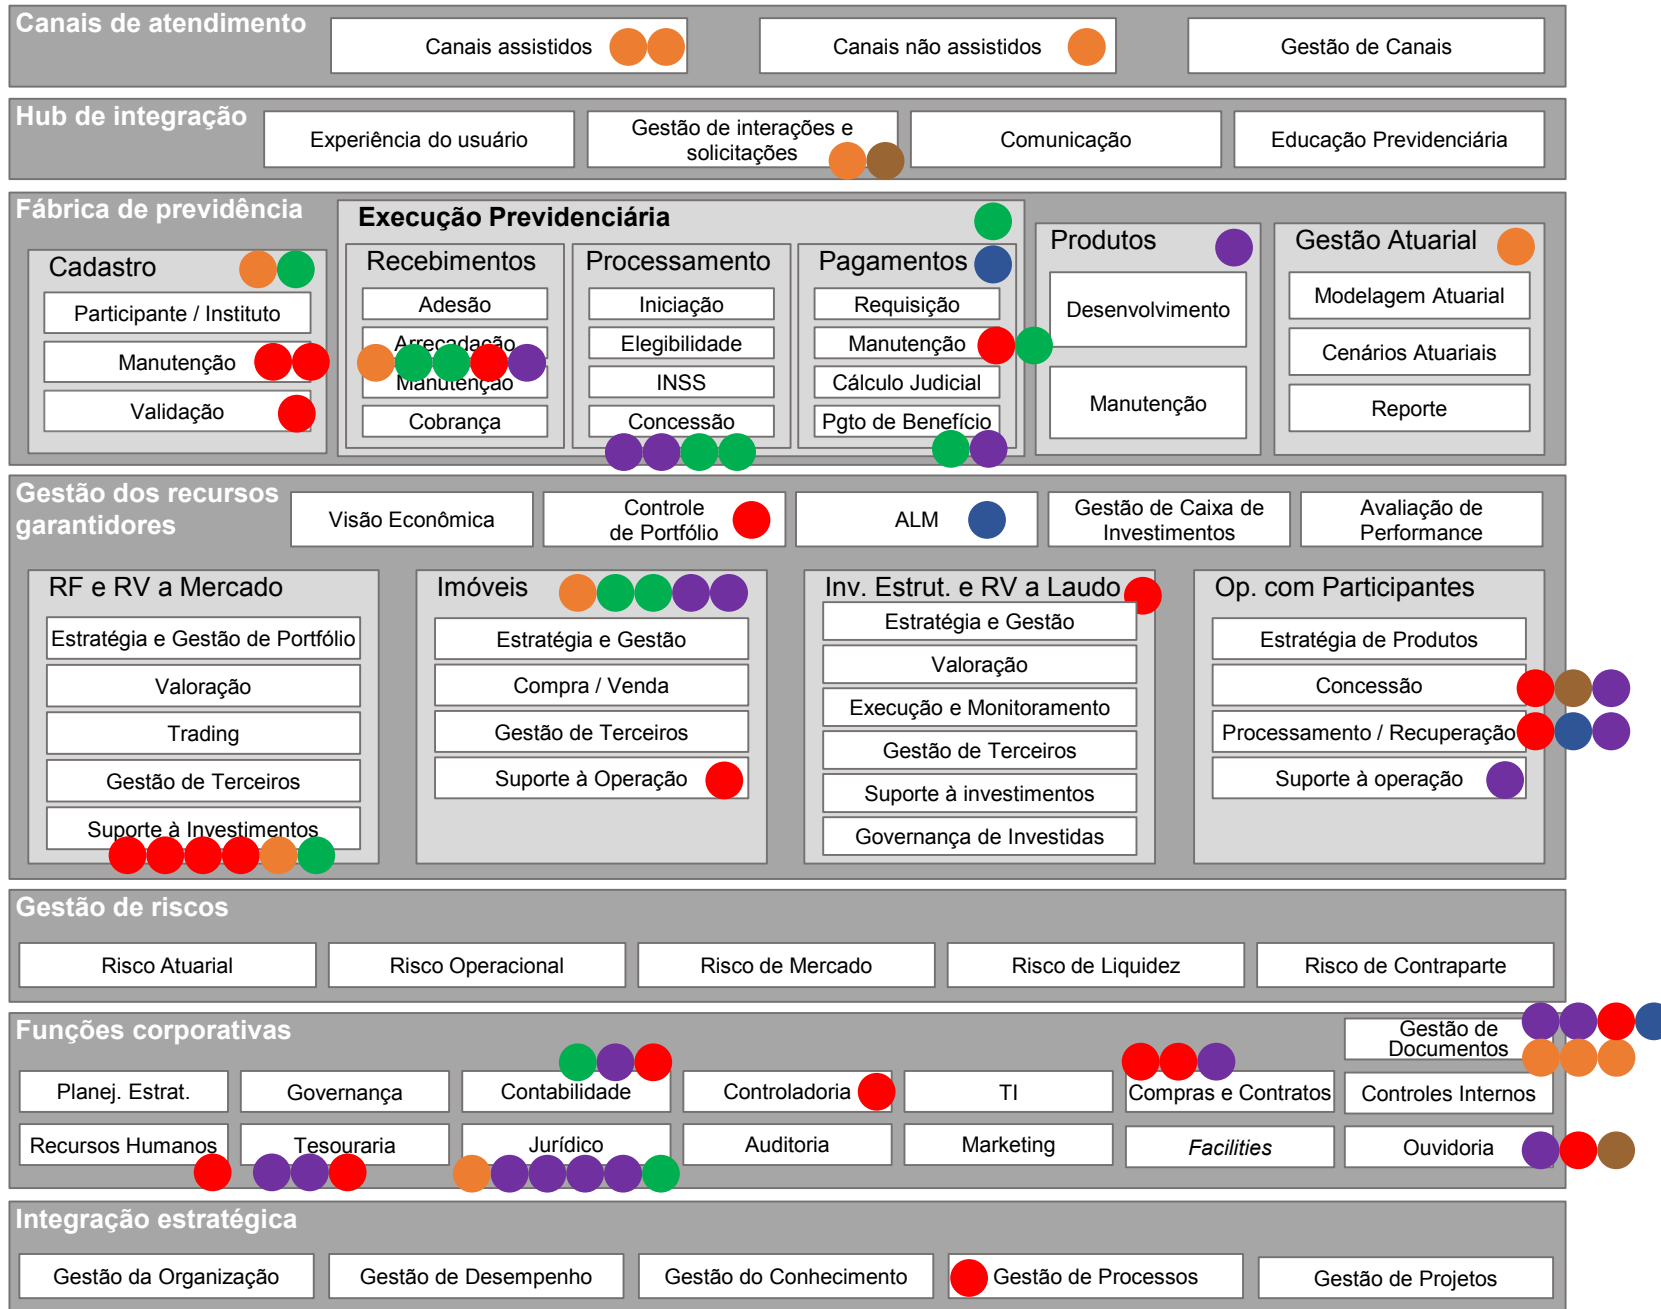 Canais de atendimento
Canais assistidos
Canais não assistidos
Gestão de Canais
Hub de integração
Experiência do usuário
Gestão de interações e
solicitações
Comunicação
Educação Previdenciária
Fábrica de previdência
Cadastro
Participante / Instituto
Manutenção
Validação
Execução Previdenciária
Recebimentos
Adesão
Arrecadação
Manutenção
Cobrança
Processamento
Iniciação
Elegibilidade
INSS
Concessão
Pagamentos
Requisição
Manutenção
Cálculo Judicial
Pgto de Benefício
Produtos
Desenvolvimento
Manutenção
Gestão Atuarial
Modelagem Atuarial
Cenários Atuariais
Reporte
Gestão dos recursos
garantidores
Visão Econômica
Controle
de Portfólio
ALM
Gestão de Caixa de
Investimentos
Avaliação de
Performance
RF e RV a Mercado
Estratégia e Gestão de Portfólio
Valoração
Trading
Gestão de Terceiros
Suporte à Investimentos
Imóveis
Estratégia e Gestão
Compra / Venda
Gestão de Terceiros
Suporte à Operação
Inv. Estrut. e RV a Laudo
Estratégia e Gestão
Valoração
Execução e Monitoramento
Gestão de Terceiros
Suporte à investimentos
Governança de Investidas
Op. com Participantes
Estratégia de Produtos
Concessão
Processamento / Recuperação
Suporte à operação
Gestão de riscos
Risco Atuarial
Risco Operacional
Risco de Mercado
Risco de Liquidez
Risco de Contraparte
Funções corporativas
Gestão de
Documentos
Planej. Estrat.
Governança
Contabilidade
Controladoria
TI
Compras e Contratos
Controles Internos
Recursos Humanos
Tesouraria
Jurídico
Auditoria
Marketing
Facilities
Ouvidoria
Integração estratégica
Gestão da Organização
Gestão de Desempenho
Gestão do Conhecimento
Gestão de Processos
Gestão de Projetos